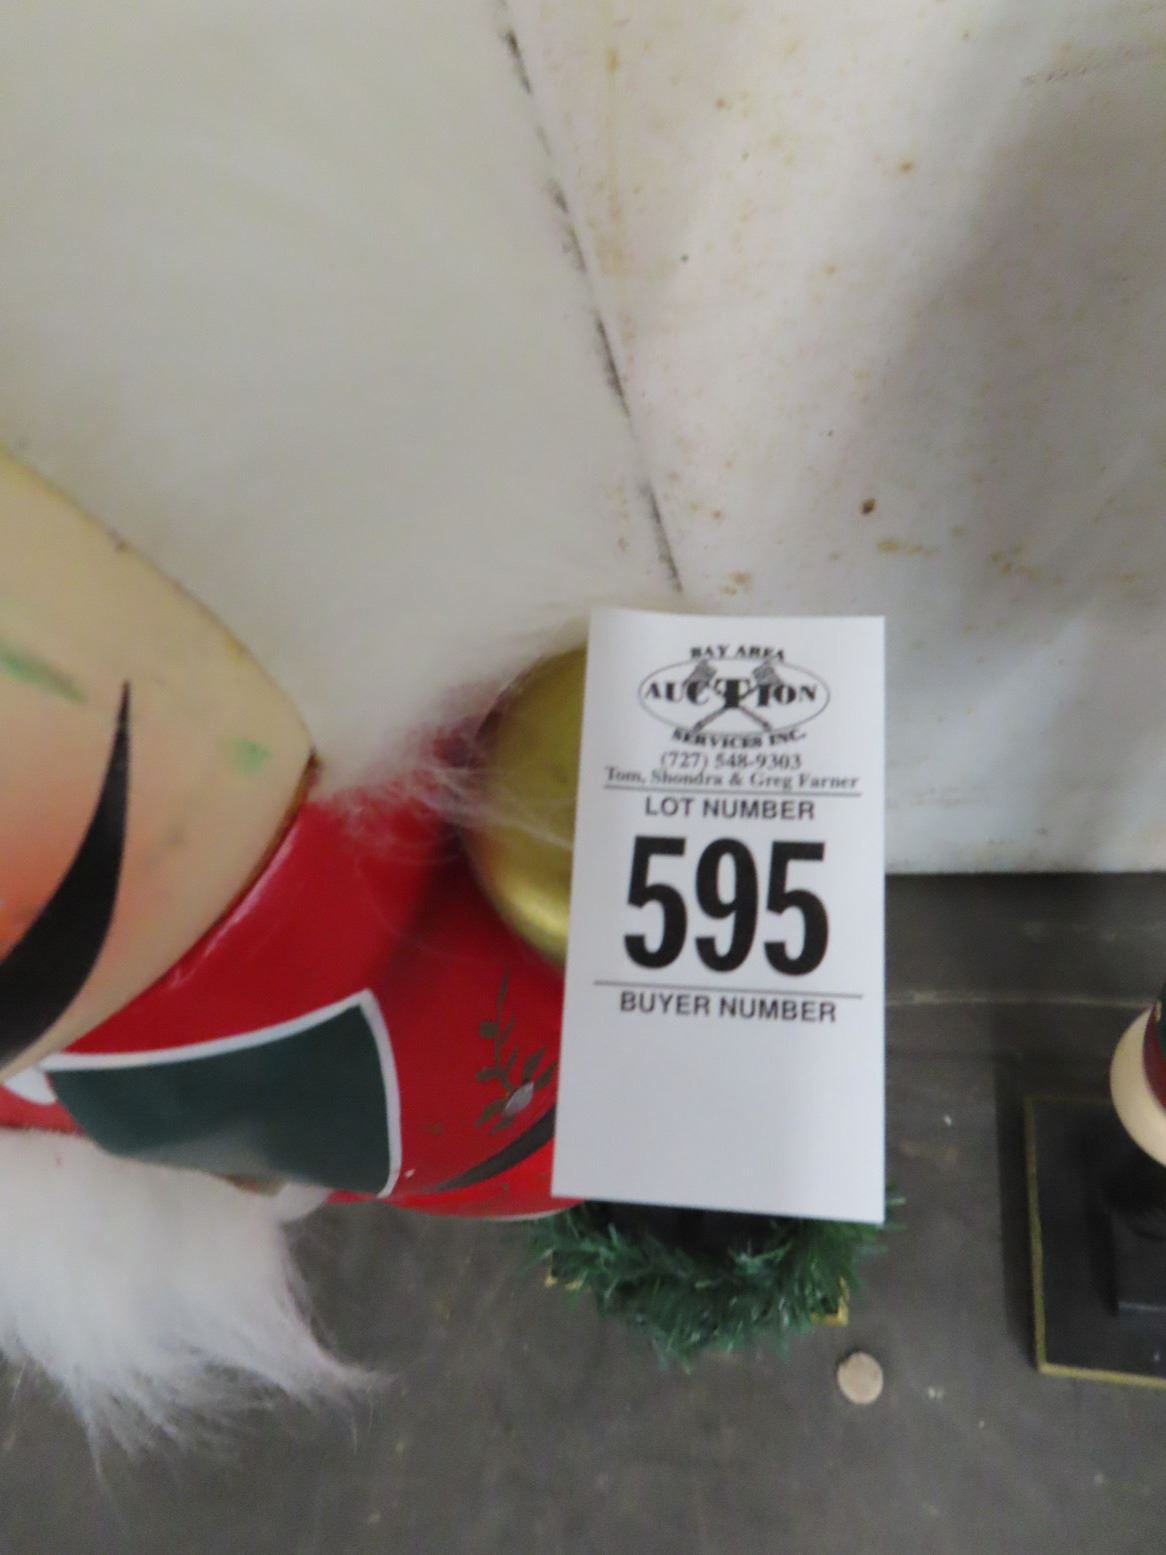 BAY AREA
AUCTION
SERVICES INC.
(727) 548-9303
Tom, Shondra & Greg Farner
LOT NUMBER
595
BUYER NUMBER